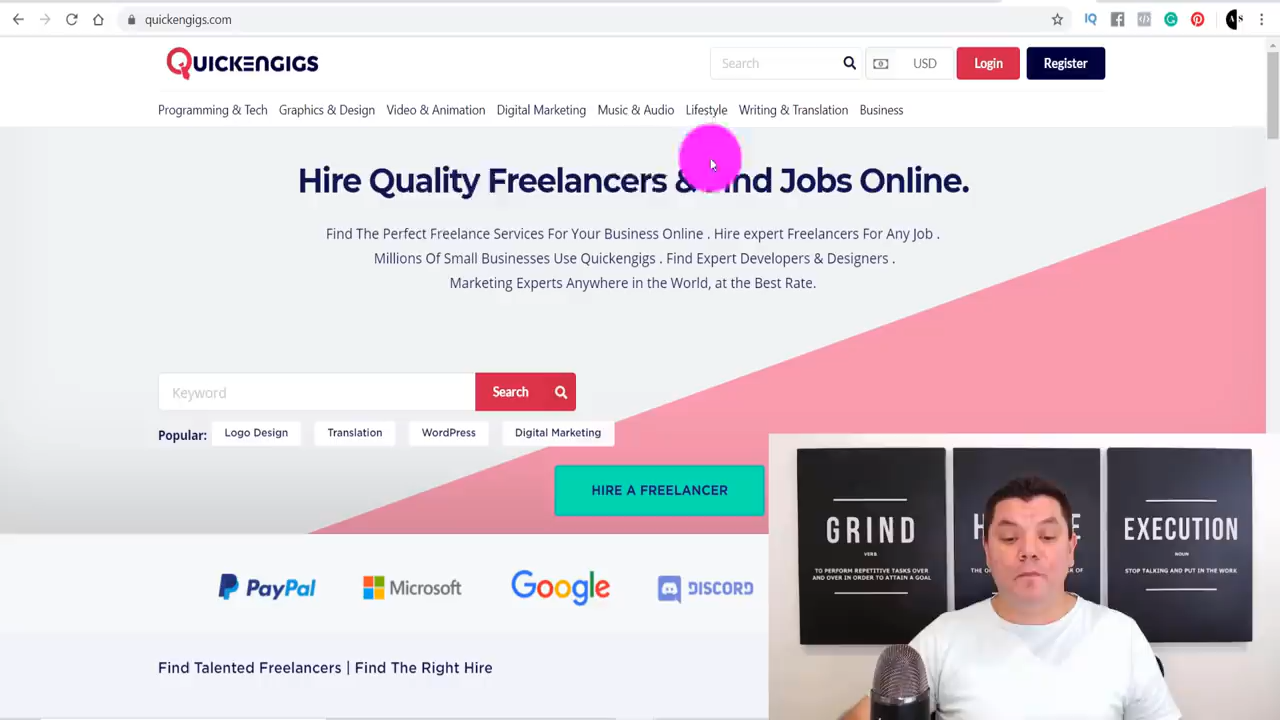 quickengigs.com
QUICKENGIGS
Search
USD
Login
Register
Programming & Tech
Graphics & Design
Video & Animation
Digital Marketing
Music & Audio
Lifestyle
Writing & Translation
Business
Hire Quality Freelancers & Find Jobs Online.
Find The Perfect Freelance Services For Your Business Online . Hire expert Freelancers For Any Job .
Millions Of Small Businesses Use Quickengigs . Find Expert Developers & Designers .
Marketing Experts Anywhere in the World, at the Best Rate.
Keyword
Search
Popular:
Logo Design
Translation
WordPress
Digital Marketing
HIRE A FREELANCER
PayPal
Microsoft
Google
DISCORD
Find Talented Freelancers | Find The Right Hire
GRIND
VERB
TO PERFORM REPETITIVE TASKS OVER
AND OVER IN ORDER TO ATTAIN A GOAL
EXECUTION
NOUN
STOP TALKING AND PUT IN THE WORK